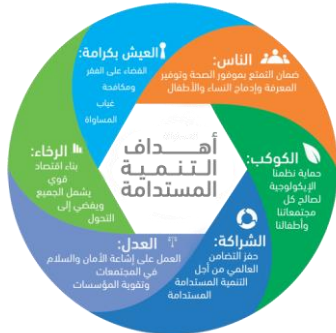 العيش بكرامة:
القضاء على الفقر
ومكافحة
غياب
المساواة
الناس:
ضمان التمتع بموفور الصحة وتوفير
المعرفة وإدماج النساء والأطفال
الكوكب:
حماية نظمنا
الإيكولوجية
لصالح كل
مجتمعاتنا
وأطفالنا
الشراكة:
حفز التضامن
العالمي من أجل
التنمية المستدامة
المستدامة
العدل:
العمل على إشاعة الأمان والسلام
في المجتمعات
وتقوية المؤسسات
الرخاء:
بناء اقتصاد
قوي
يشمل الجميع
ويفضي إلى
التحول
أهداف
التنمية
المستدامة